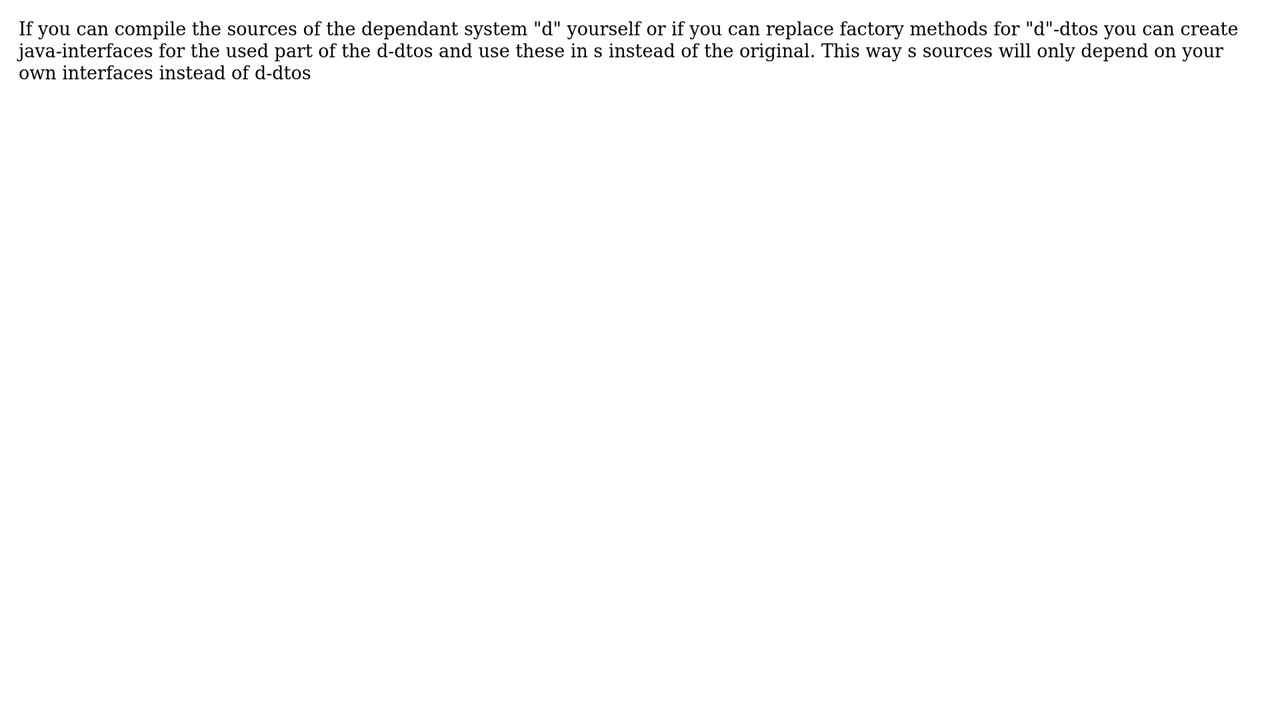 If you can compile the sources of the dependant system "d" yourself or if you can replace factory methods for "d"-dtos you can create
java-interfaces for the used part of the d-dtos and use these in s instead of the original. This way s sources will only depend on your
own interfaces instead of d-dtos